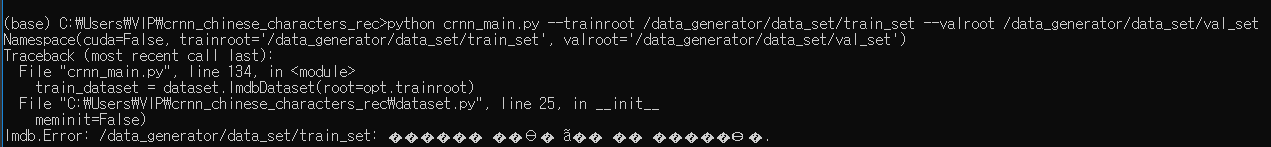 (base) C:₩Users₩VIP₩crnn_chinese_characters_rec>python crnn_main.py --trainroot /data_generator/data_set/train_set --valroot /data_generator/data_set/val_set
Namespace(cuda=False, trainroot='/data_generator/data_set/train_set', valroot='/data_generator/data_set/val_set')
Traceback (most recent call last):
  File "crnn_main.py", line 134, in <module>
    train_dataset = dataset.lmdbDataset(root=opt.trainroot)
  File "C:₩Users₩VIP₩crnn_chinese_characters_rec₩dataset.py", line 25, in __init__
    meminit=False)
lmdb.Error: /data_generator/data_set/train_set: ������ ��Ѳ� ã�� �� �����ϴ�.